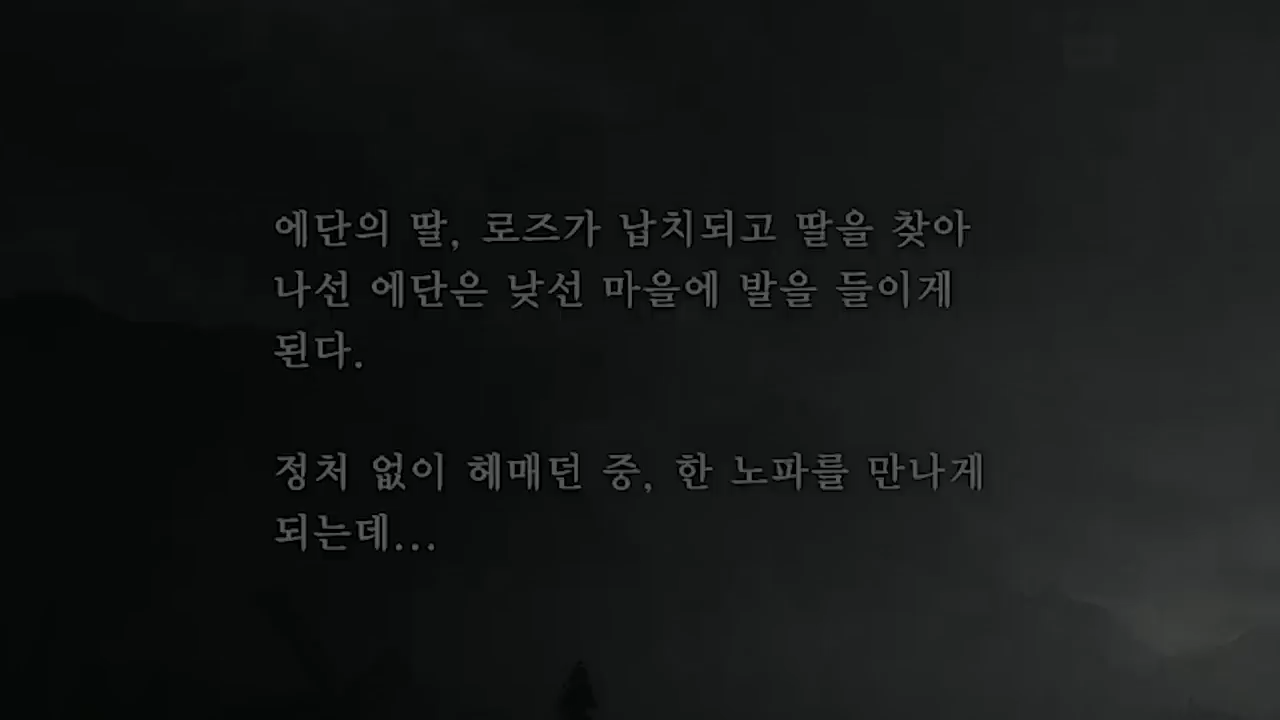 에단의 딸, 로즈가 납치되고 딸을 찾아
나선 에단은 낯선 마을에 발을 들이게
된다.
정처 없이 헤매던 중, 한 노파를 만나게
되는데...